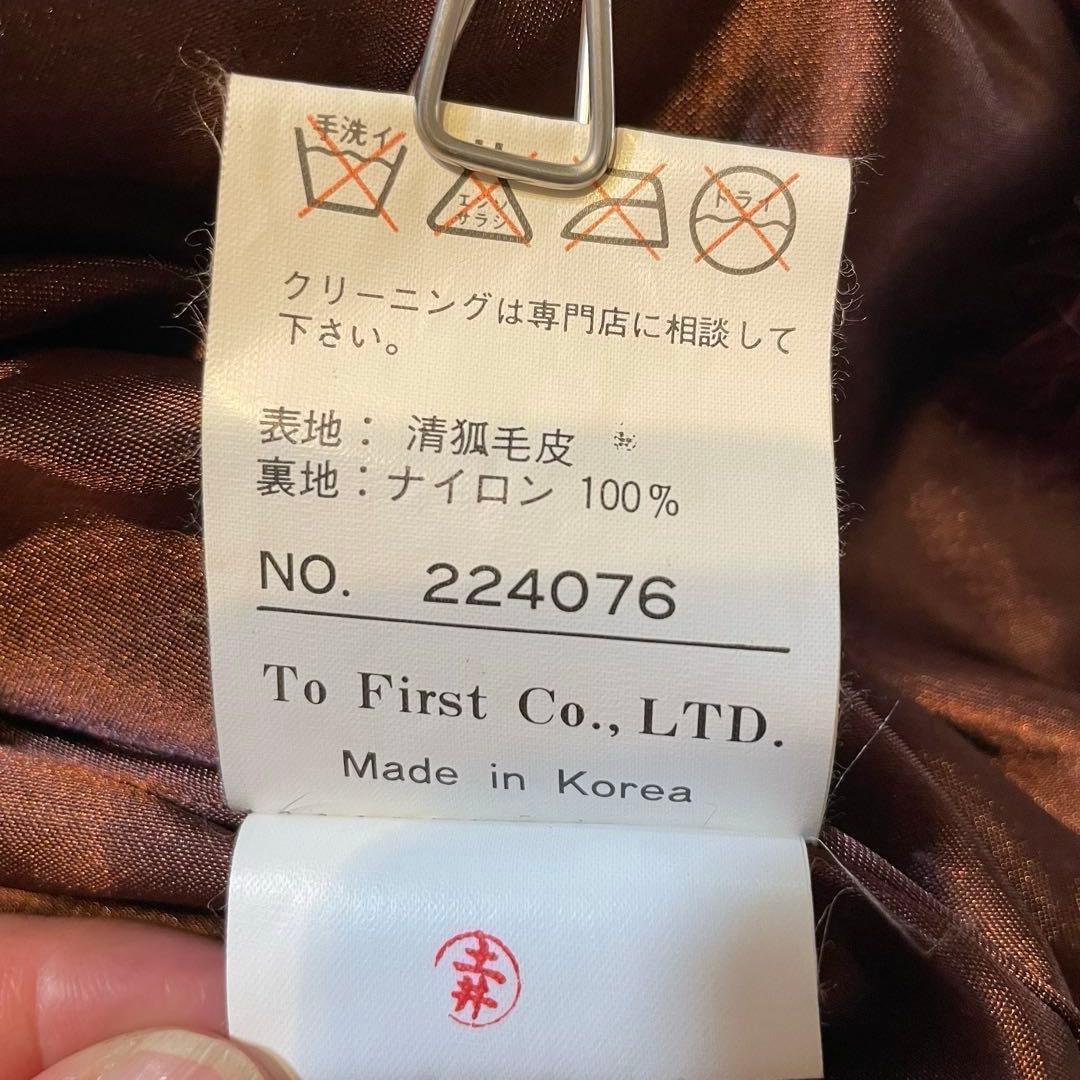 手洗イ
エンソ
サラシ
ドライ
クリーニングは専門店に相談して
下さい。
表地： 清狐毛皮
裏地：ナイロン 100%
NO. 224076
To First Co., LTD.
Made in Korea
土井